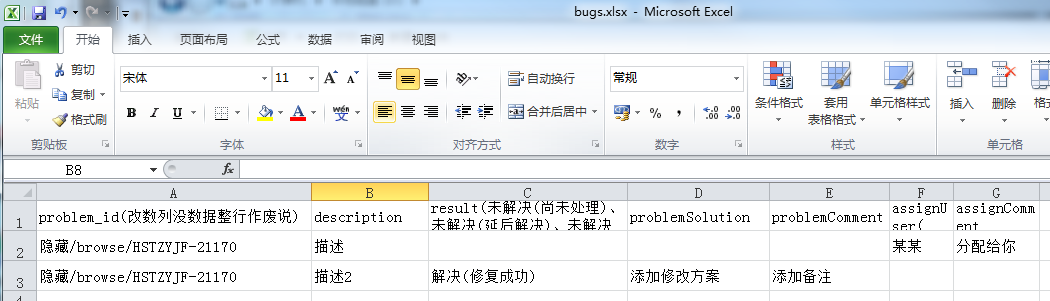 bugs.xlsx - Microsoft Excel
文件 开始 插入 页面布局 公式 数据 审阅 视图
粘贴 剪切 复制 格式刷 剪贴板
宋体 11 B I U A 字体
自动换行 合并后居中 对齐方式
常规 % 数字
条件格式 套用表格格式 单元格样式 样式
插入 删除 格 单元格
B8 fx
A B C D E F G
1 problem_id(改数列没数据整行作废说) description result(未解决(尚未处理)、未解决(延后解决)、未解决 problemSolution problemComment assignUser( assignComment
2 隐藏/browse/HSTZYJF-21170 描述 某某 分配给你
3 隐藏/browse/HSTZYJF-21170 描述2 解决(修复成功) 添加修改方案 添加备注